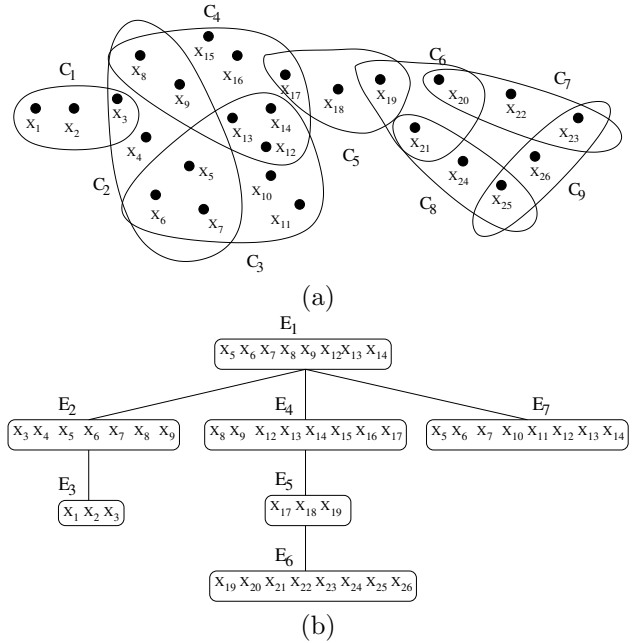 C₄
X₁₅
C₆
C₁
X₈
X₁₆
X₁₇
C₇
X₉
X₁₈
X₁₉
X₂₀
X₂₂
X₁
X₂
X₃
X₁₃
X₁₄
X₂₃
X₄
X₁₂
C₅
X₂₁
X₅
X₂₄
X₂₆
C₂
X₁₀
C₉
X₆
X₇
X₁₁
C₈
X₂₅
C₃
(a)
E₁
X₅ X₆ X₇ X₈ X₉ X₁₂ X₁₃ X₁₄
E₂ E₄ E₇
X₃ X₄ X₅ X₆ X₇ X₈ X₉
X₈ X₉ X₁₂ X₁₃ X₁₄ X₁₅ X₁₆ X₁₇
X₅ X₆ X₇ X₁₀ X₁₁ X₁₂ X₁₃ X₁₄
E₃ E₅
X₁ X₂ X₃
X₁₇ X₁₈ X₁₉
E₆
X₁₉ X₂₀ X₂₁ X₂₂ X₂₃ X₂₄ X₂₅ X₂₆
(b)